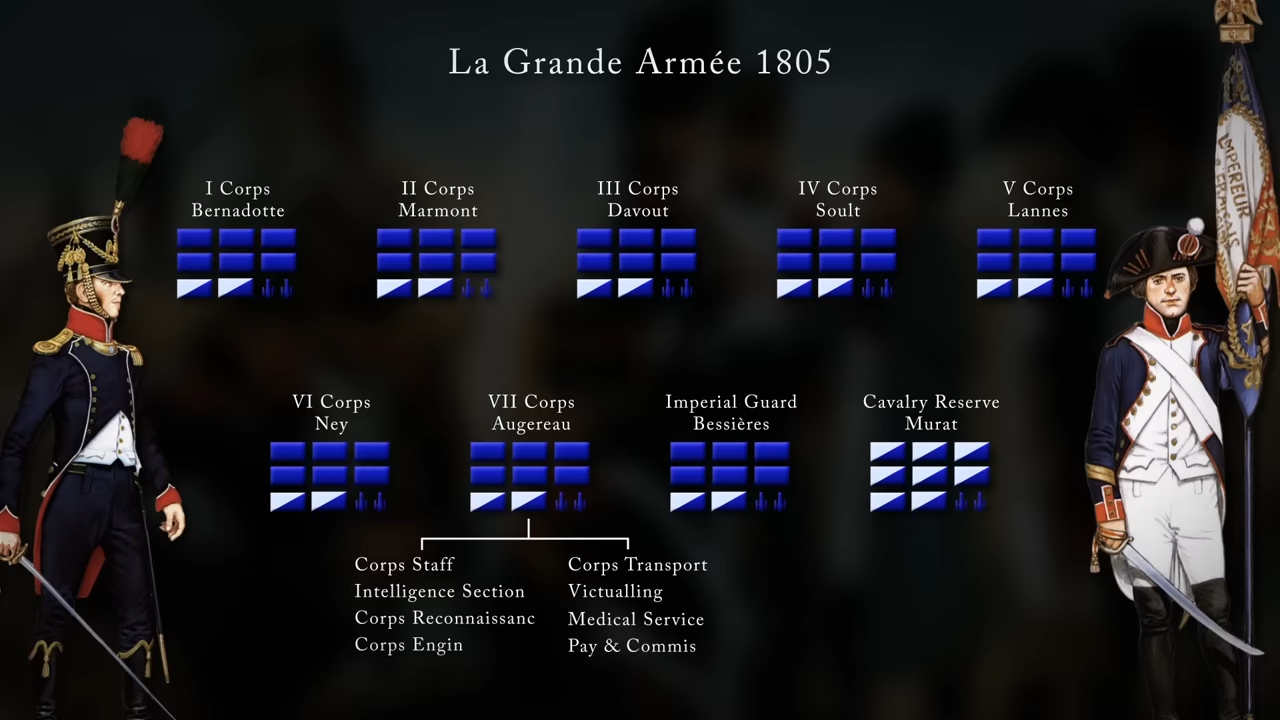 La Grande Armée 1805
I Corps
Bernadotte
II Corps
Marmont
III Corps
Davout
IV Corps
Soult
V Corps
Lannes
VI Corps
Ney
VII Corps
Augereau
Imperial Guard
Bessières
Cavalry Reserve
Murat
Corps Staff
Intelligence Section
Corps Reconnaissanc
Corps Engin
Corps Transport
Victualling
Medical Service
Pay & Commis